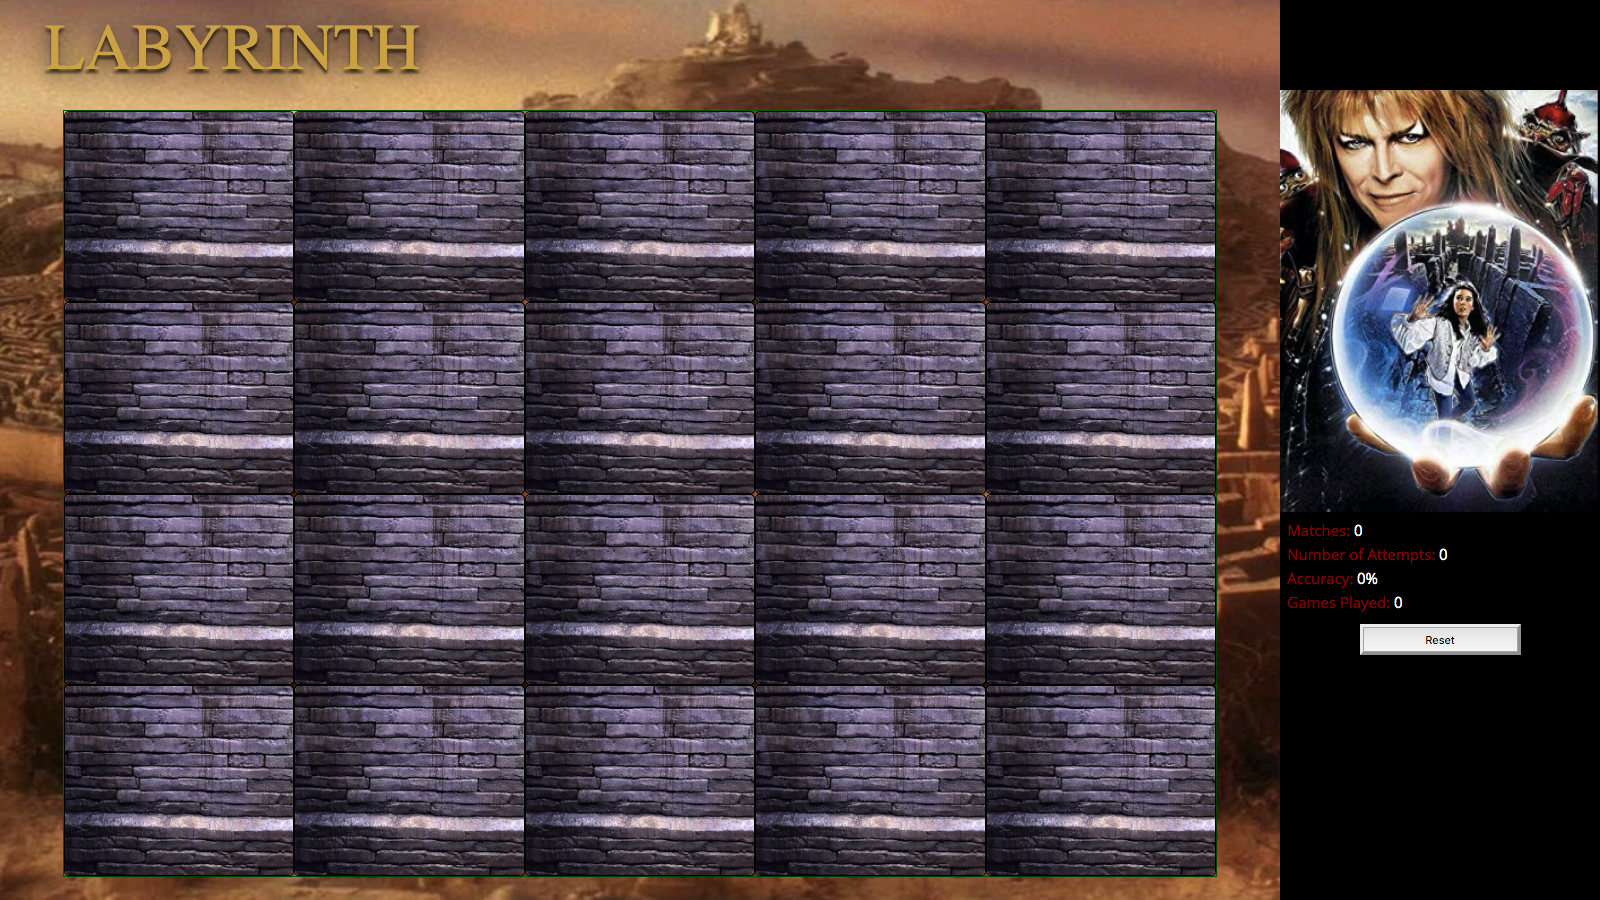 LABYRINTH
Matches: 0
Number of Attempts: 0
Accuracy: 0%
Games Played: 0
Reset